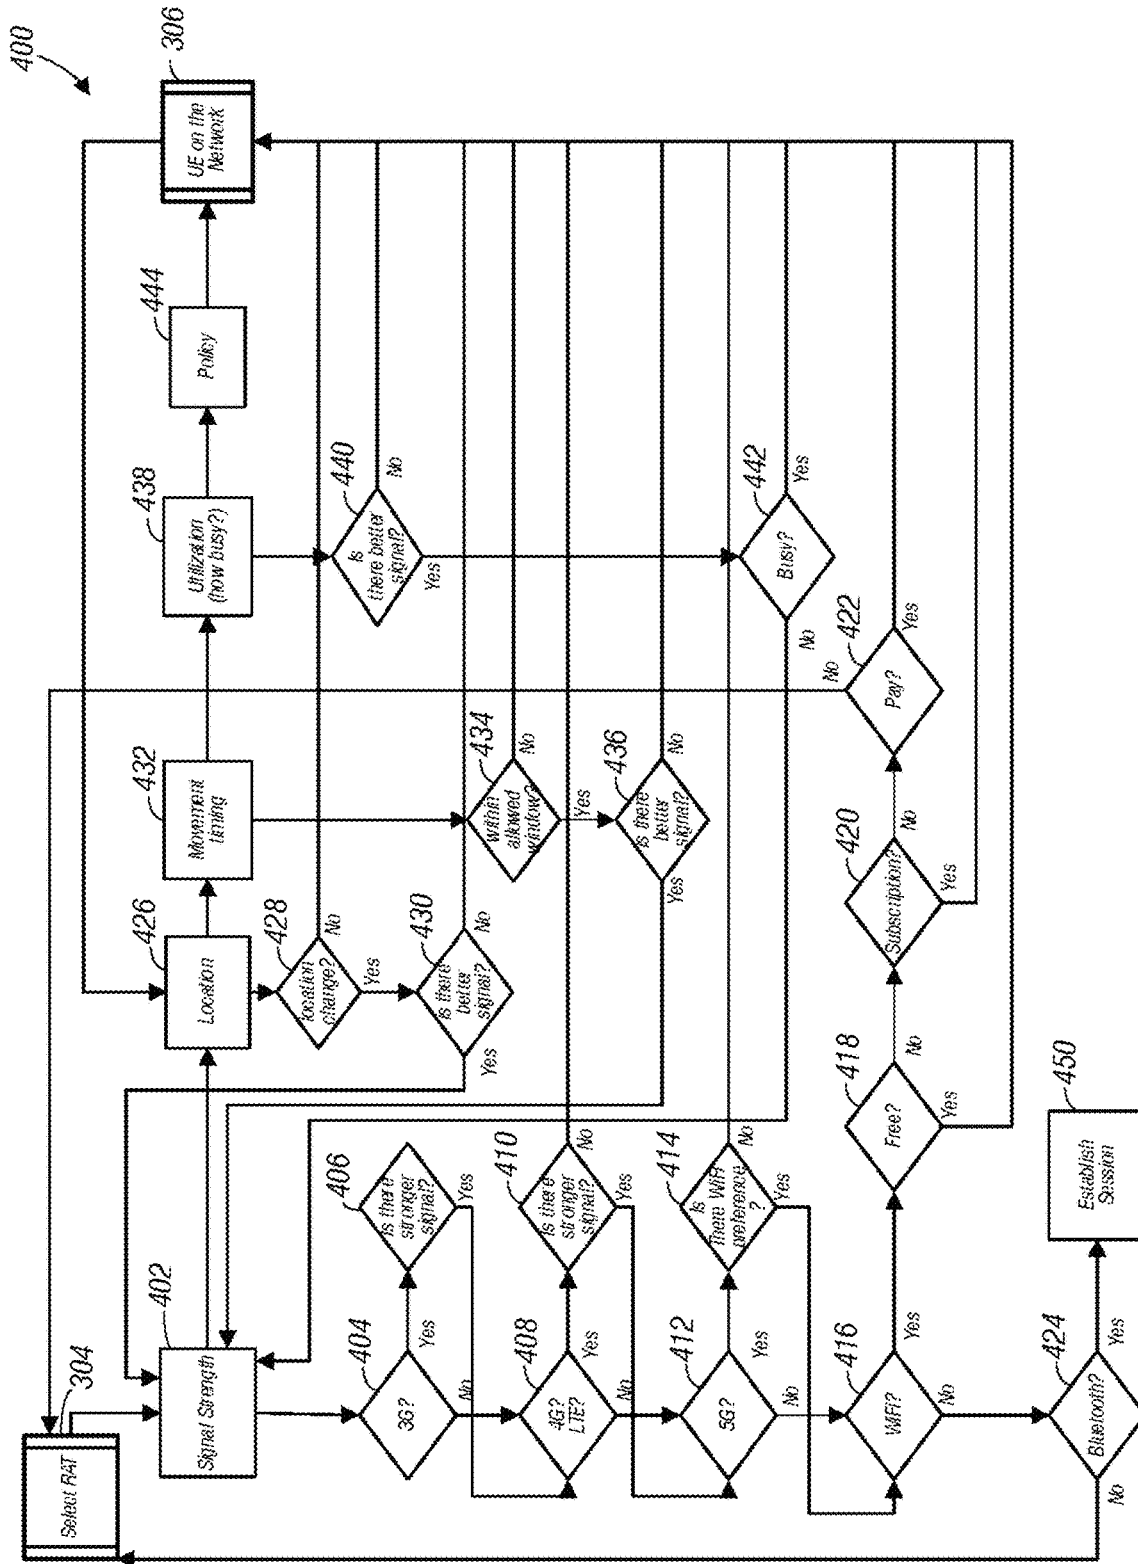 400
Select RAT
304
Signal Strength
402
Location
426
Movement
timing
432
Utilization
(how busy?)
438
Policy
444
UE on the
Network
306
location
change?
428
No
Yes
Is there
better
signal?
430
No
Yes
within
allowed
window?
434
No
Yes
Is there
better
signal?
436
No
Yes
Is
there better
signal?
440
No
Yes
Busy?
442
Yes
No
3G?
404
Yes
No
Is there
stronger
signal?
406
Yes
4G?
LTE?
408
Yes
No
Is there
stronger
signal?
410
No
Yes
5G?
412
Yes
No
Is
There WiFi
preference
?
414
No
Yes
WiFi?
416
Yes
No
Free?
418
No
Yes
Subscription?
420
No
Yes
Pay?
422
No
Yes
Bluetooth?
424
Yes
No
Establish
Session
450